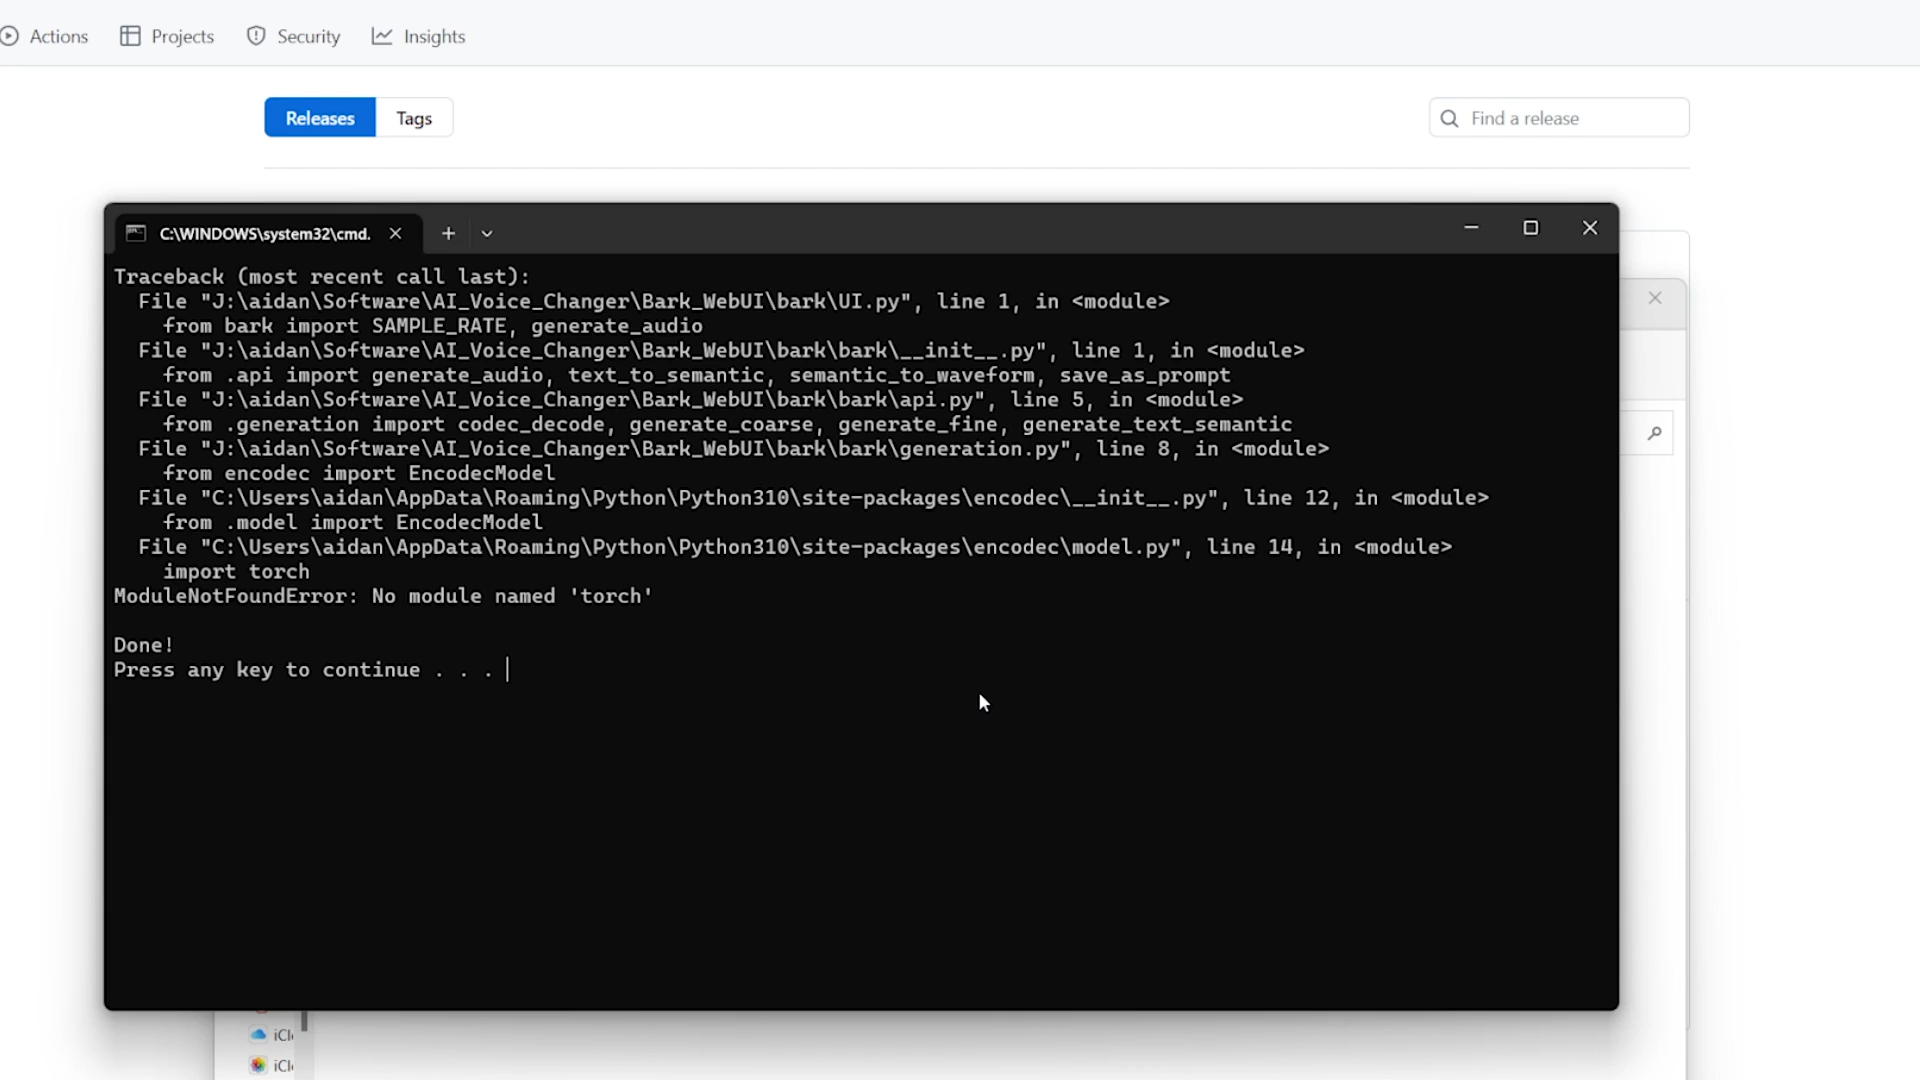 Actions Projects Security Insights
Releases Tags Find a release
C:\WINDOWS\system32\cmd.
Traceback (most recent call last):
File "J:\aidan\Software\AI_Voice_Changer\Bark_WebUI\bark\UI.py", line 1, in <module>
from bark import SAMPLE_RATE, generate_audio
File "J:\aidan\Software\AI_Voice_Changer\Bark_WebUI\bark\bark\__init__.py", line 1, in <module>
from .api import generate_audio, text_to_semantic, semantic_to_waveform, save_as_prompt
File "J:\aidan\Software\AI_Voice_Changer\Bark_WebUI\bark\bark\api.py", line 5, in <module>
from .generation import codec_decode, generate_coarse, generate_fine, generate_text_semantic
File "J:\aidan\Software\AI_Voice_Changer\Bark_WebUI\bark\bark\generation.py", line 8, in <module>
from encodec import EncodecModel
File "C:\Users\aidan\AppData\Roaming\Python\Python310\site-packages\encodec\__init__.py", line 12, in <module>
from .model import EncodecModel
File "C:\Users\aidan\AppData\Roaming\Python\Python310\site-packages\encodec\model.py", line 14, in <module>
import torch
ModuleNotFoundError: No module named 'torch'
Done!
Press any key to continue . . .